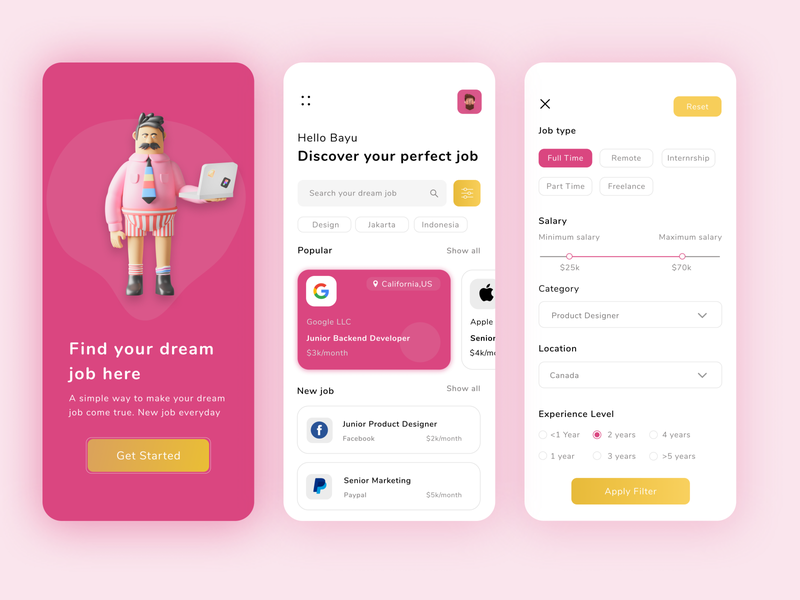 Find your dream
job here
A simple way to make your dream
job come true. New job everyday
Get Started
Hello Bayu
Discover your perfect job
Search your dream job
Design
Jakarta
Indonesia
Popular
Show all
G
California,US
Google LLC
Junior Backend Developer
$3k/month
Apple
Senior
$4k/mo
New job
Show all
f
Junior Product Designer
Facebook
$2k/month
Senior Marketing
Paypal
$5k/month
Reset
Job type
Full Time
Remote
Internrship
Part Time
Freelance
Salary
Minimum salary
Maximum salary
$25k
$70k
Category
Product Designer
Location
Canada
Experience Level
<1 Year
2 years
4 years
1 year
3 years
>5 years
Apply Filter